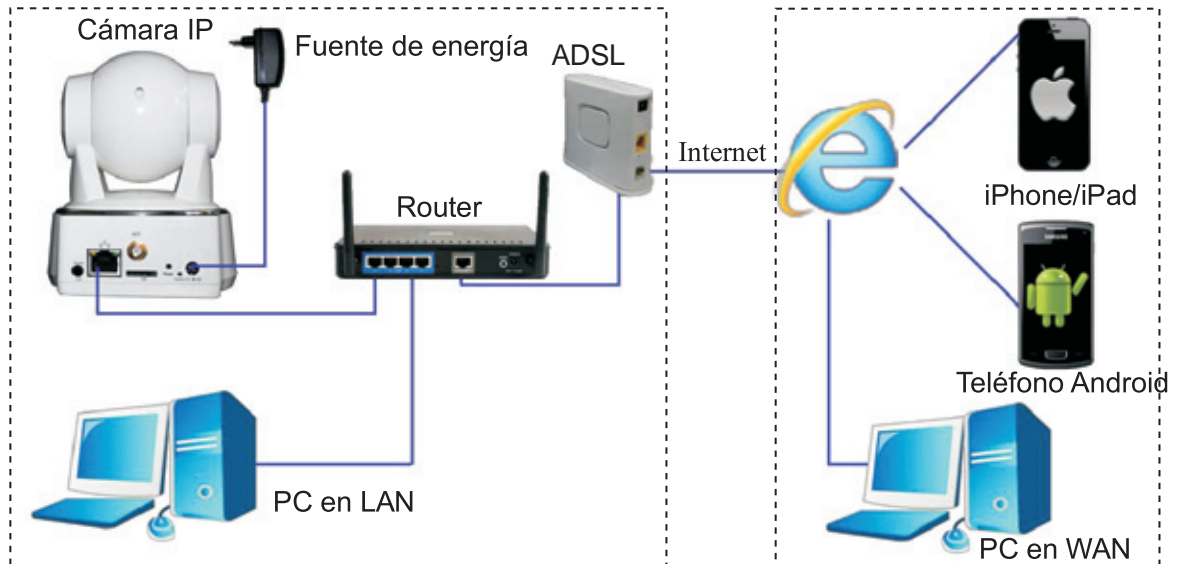 Cámara IP
Fuente de energía
ADSL
Internet
Router
iPhone/iPad
Teléfono Android
PC en LAN
PC en WAN